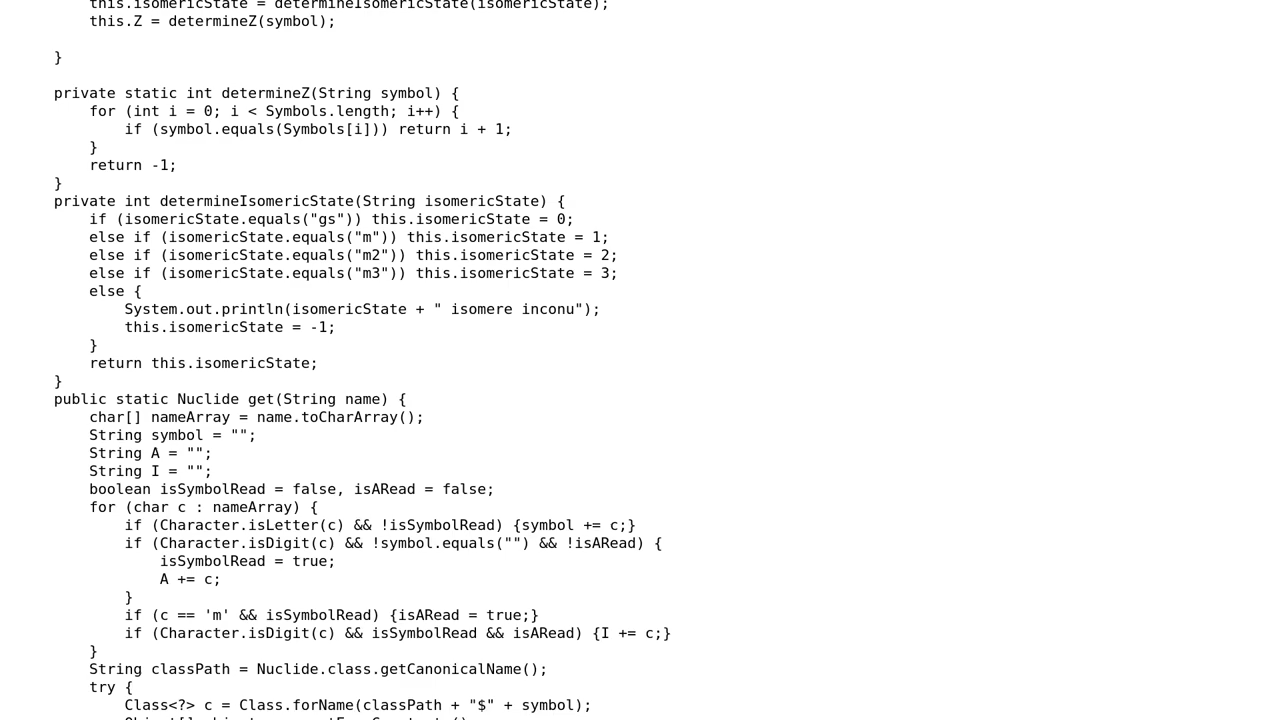 this.isomericState = determineIsomericState(isomericState);
this.Z = determineZ(symbol);
}
private static int determineZ(String symbol) {
for (int i = 0; i < Symbols.length; i++) {
if (symbol.equals(Symbols[i])) return i + 1;
}
return -1;
}
private int determineIsomericState(String isomericState) {
if (isomericState.equals("gs")) this.isomericState = 0;
else if (isomericState.equals("m")) this.isomericState = 1;
else if (isomericState.equals("m2")) this.isomericState = 2;
else if (isomericState.equals("m3")) this.isomericState = 3;
else {
System.out.println(isomericState + " isomere inconu");
this.isomericState = -1;
}
return this.isomericState;
}
public static Nuclide get(String name) {
char[] nameArray = name.toCharArray();
String symbol = "";
String A = "";
String I = "";
boolean isSymbolRead = false, isARead = false;
for (char c : nameArray) {
if (Character.isLetter(c) && !isSymbolRead) {symbol += c;}
if (Character.isDigit(c) && !symbol.equals("") && !isARead) {
isSymbolRead = true;
A += c;
}
if (c == 'm' && isSymbolRead) {isARead = true;}
if (Character.isDigit(c) && isSymbolRead && isARead) {I += c;}
}
String classPath = Nuclide.class.getCanonicalName();
try {
Class<?> c = Class.forName(classPath + "$" + symbol);